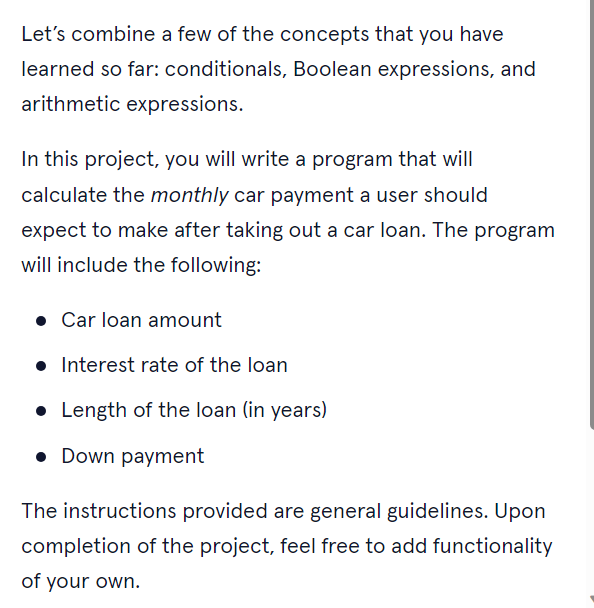 Let’s combine a few of the concepts that you have
learned so far: conditionals, Boolean expressions, and
arithmetic expressions.
In this project, you will write a program that will
calculate the monthly car payment a user should
expect to make after taking out a car loan. The program
will include the following:
• Car loan amount
• Interest rate of the loan
• Length of the loan (in years)
• Down payment
The instructions provided are general guidelines. Upon
completion of the project, feel free to add functionality
of your own.